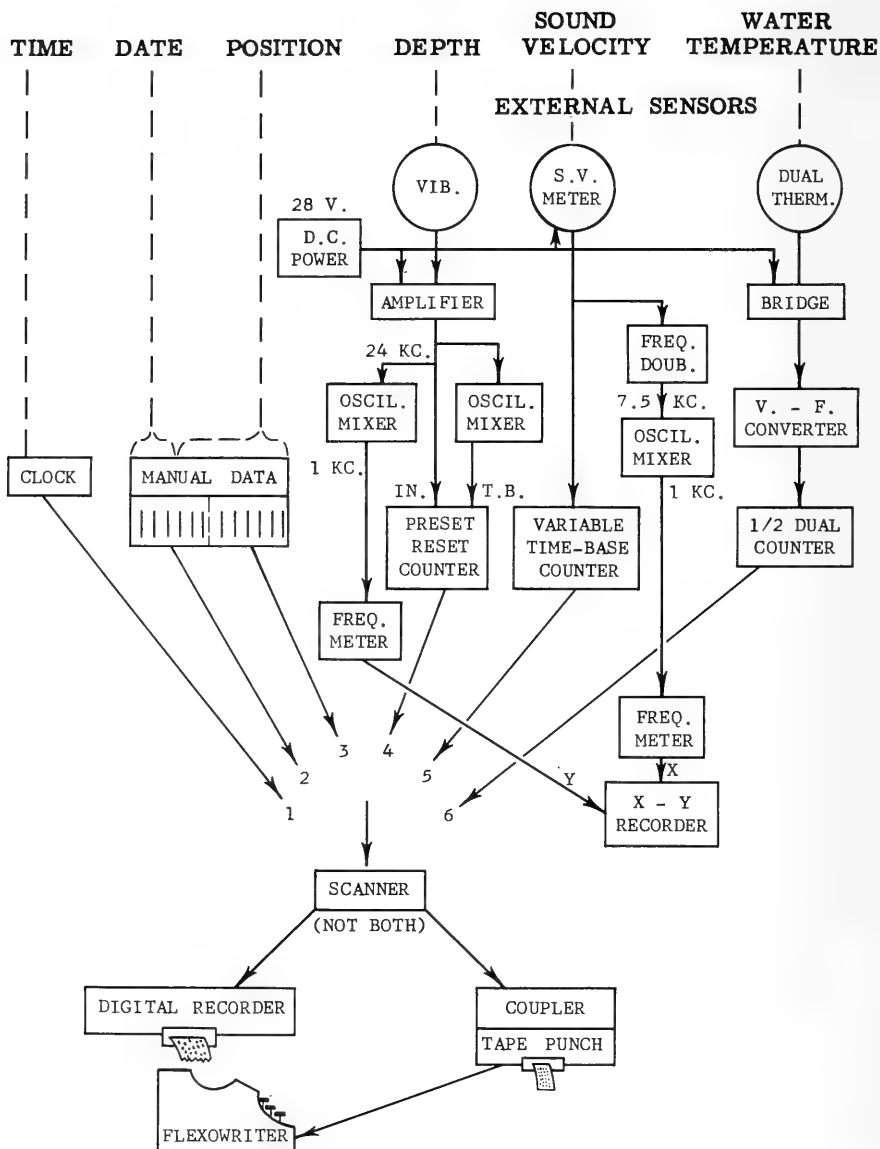 SOUND
WATER
TIME DATE POSITION DEPTH VELOCITY TEMPERATURE
EXTERNAL SENSORS
VIB.
S.V.
METER
DUAL
THERM.
28 V.
D.C.
POWER
AMPLIFIER
BRIDGE
24 KC.
FREQ.
DOUB.
OSCIL.
MIXER
OSCIL.
MIXER
7.5 KC.
OSCIL.
MIXER
V. - F.
CONVERTER
CLOCK
MANUAL DATA
1 KC.
IN.
T.B.
1 KC.
PRESET
RESET
COUNTER
VARIABLE
TIME-BASE
COUNTER
1/2 DUAL
COUNTER
FREQ.
METER
FREQ.
METER
1
2
3
4
5
6
Y
X
X - Y
RECORDER
SCANNER
(NOT BOTH)
DIGITAL RECORDER
COUPLER
TAPE PUNCH
FLEXOWRITER